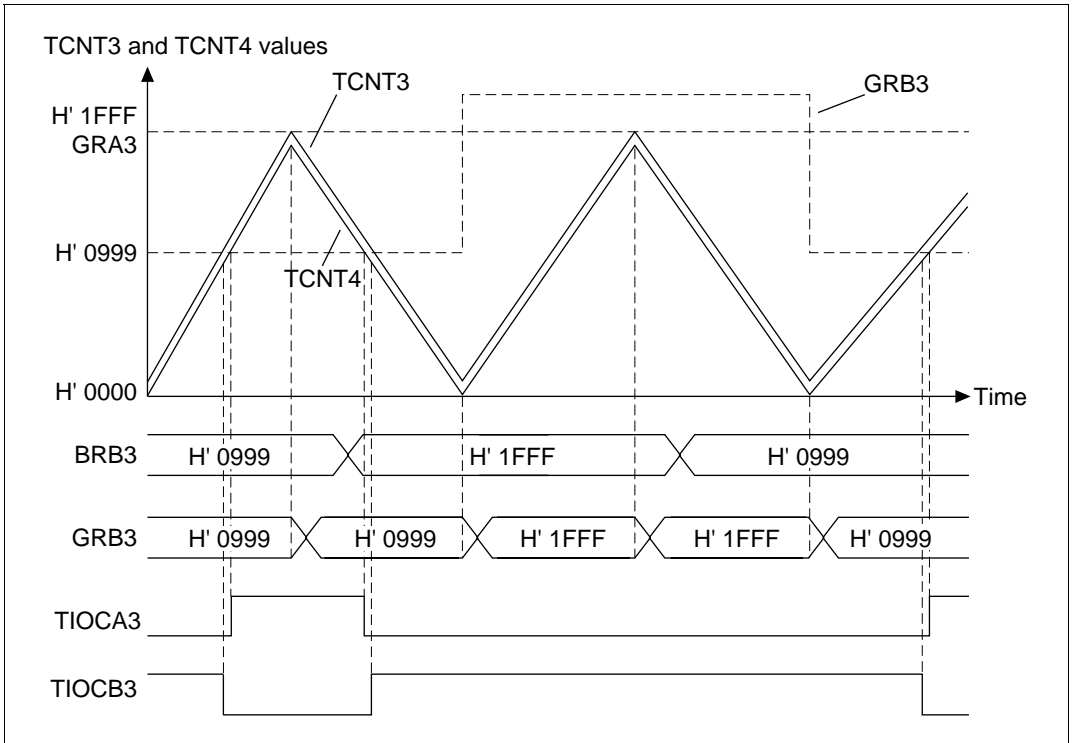 TCNT3 and TCNT4 values
TCNT3
GRB3
H' 1FFF
GRA3
H' 0999
TCNT4
H' 0000
Time
BRB3
H' 0999
H' 1FFF
H' 0999
GRB3
H' 0999
H' 0999
H' 1FFF
H' 1FFF
H' 0999
TIOCA3
TIOCB3